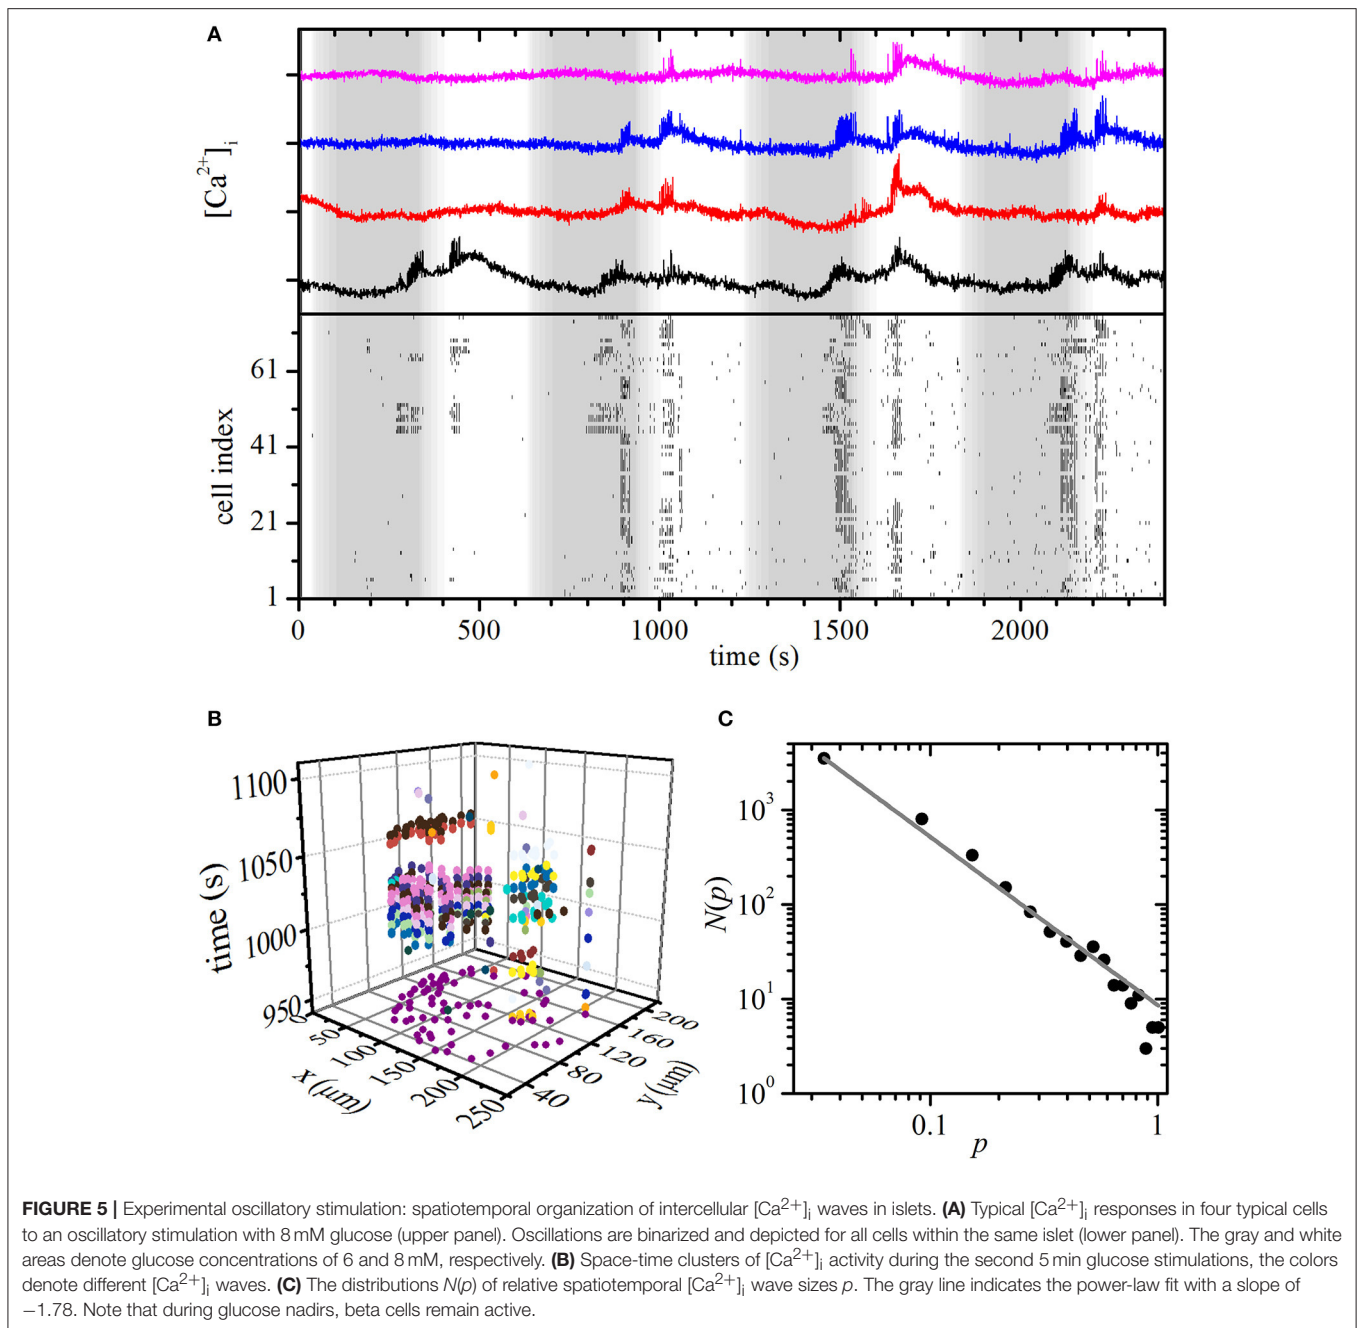 A
[Ca²⁺]ᵢ
cell index
61
41
21
1
0 500 1000 1500 2000
time (s)
B
1100
1050
1000
950
time (s)
0 50 100 150 200 250
x (μm)
40 80 120 160 200
y (μm)
C
10³
10²
10¹
10⁰
N(p)
0.1 1
p
FIGURE 5 | Experimental oscillatory stimulation: spatiotemporal organization of intercellular [Ca²⁺]ᵢ waves in islets. (A) Typical [Ca²⁺]ᵢ responses in four typical cells
to an oscillatory stimulation with 8 mM glucose (upper panel). Oscillations are binarized and depicted for all cells within the same islet (lower panel). The gray and white
areas denote glucose concentrations of 6 and 8 mM, respectively. (B) Space-time clusters of [Ca²⁺]ᵢ activity during the second 5 min glucose stimulations, the colors
denote different [Ca²⁺]ᵢ waves. (C) The distributions N(p) of relative spatiotemporal [Ca²⁺]ᵢ wave sizes p. The gray line indicates the power-law fit with a slope of
−1.78. Note that during glucose nadirs, beta cells remain active.